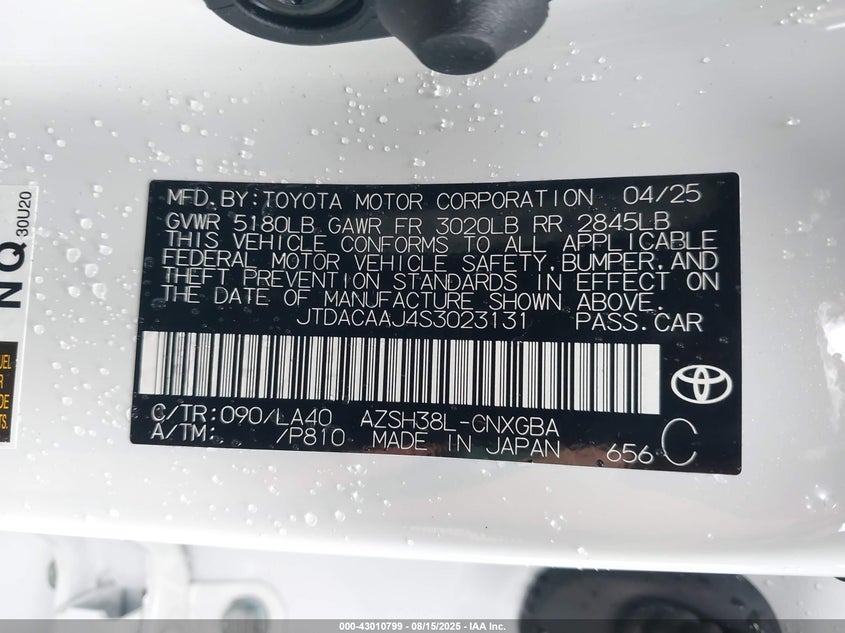 MFD.BY:TOYOTA MOTOR CORPORATION 04/25
GVWR 5180LB GAWR FR 3020LB RR 2845LB
THIS VEHICLE CONFORMS TO ALL APPLICABLE
FEDERAL MOTOR VEHICLE SAFETY,BUMPER,AND
THEFT PREVENTION STANDARDS IN EFFECT ON
THE DATE OF MANUFACTURE SHOWN ABOVE.
JTDACAAJ4S3023131 PASS.CAR
C/TR:090/LA40 AZSH38L-CNXGBA
A/TM: /P810 MADE IN JAPAN 656 C
NQ
30U20
UEL
R
DE
TS.
000-43010799 - 08/15/2025 - IAA Inc.